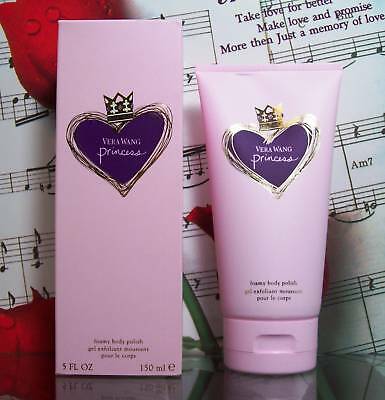 Take love for better
Make love and promise
More then Just a memory of love
Am7
VERA WANG
Princess
foamy body polish
gel exfoliant moussant
pour le corps
5 FL OZ 150 ml e
VERA WANG
Princess
foamy body polish
gel exfoliant moussant
pour le corps